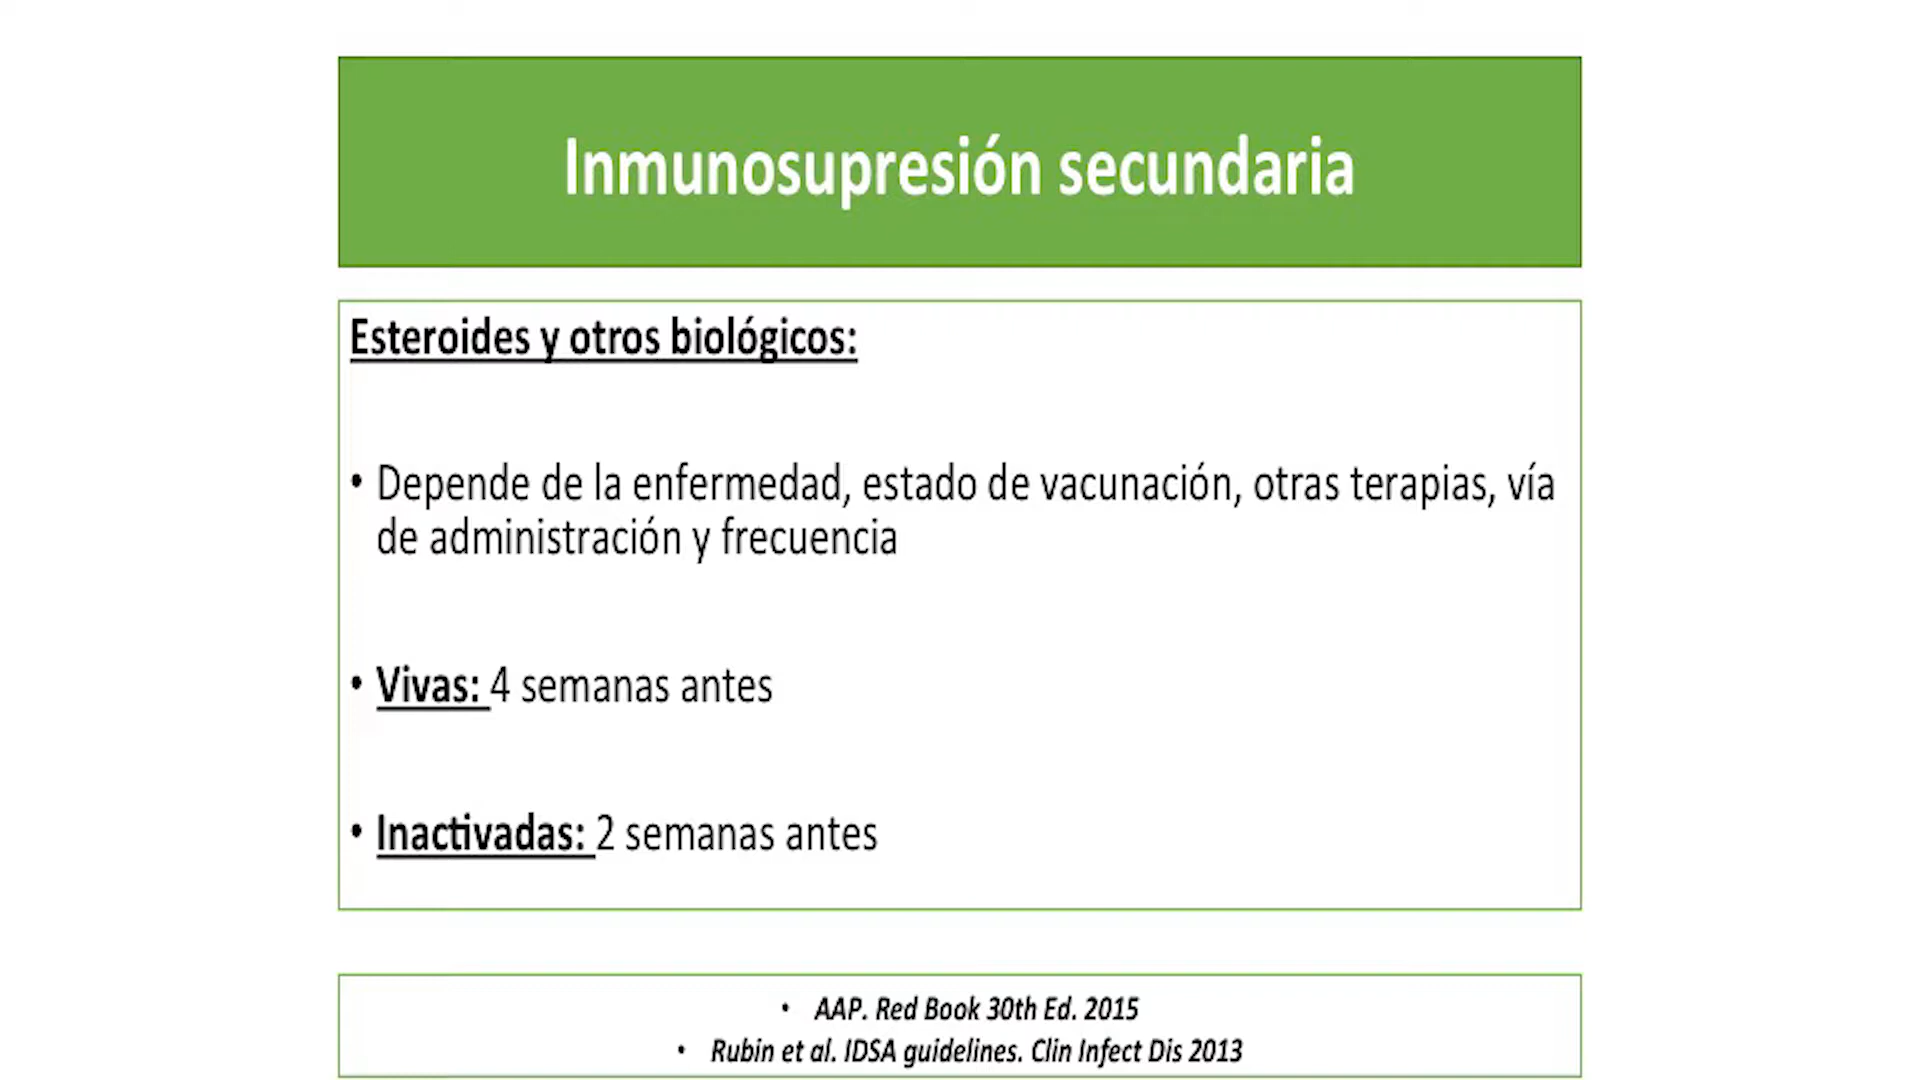 Inmunosupresión secundaria
Esteroides y otros biológicos:
• Depende de la enfermedad, estado de vacunación, otras terapias, vía
de administración y frecuencia
• Vivas: 4 semanas antes
• Inactivadas: 2 semanas antes
• AAP. Red Book 30th Ed. 2015
• Rubin et al. IDSA guidelines. Clin Infect Dis 2013